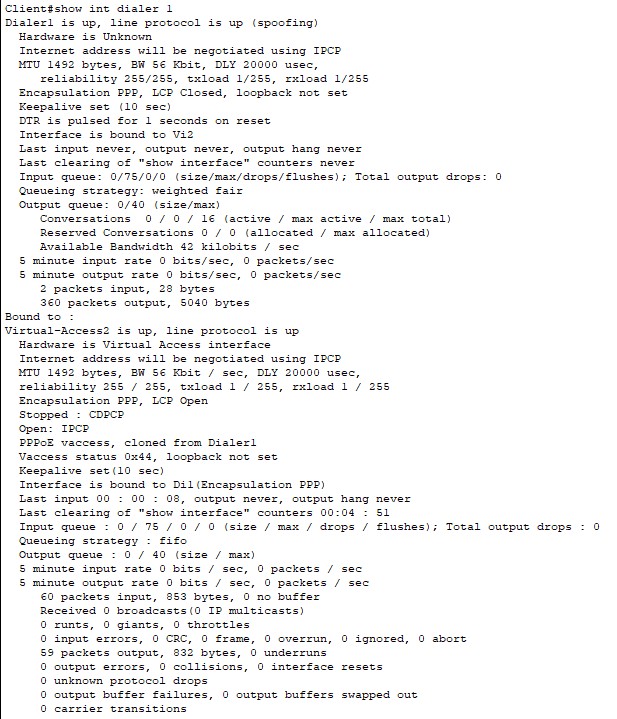 Client#show int dialer 1
Dialer1 is up, line protocol is up (spoofing)
Hardware is Unknown
Internet address will be negotiated using IPCP
MTU 1492 bytes, BW 56 Kbit, DLY 20000 usec,
reliability 255/255, txload 1/255, rxload 1/255
Encapsulation PPP, LCP Closed, loopback not set
Keepalive set (10 sec)
DTR is pulsed for 1 seconds on reset
Interface is bound to Vi2
Last input never, output never, output hang never
Last clearing of "show interface" counters never
Input queue: 0/75/0/0 (size/max/drops/flushes); Total output drops: 0
Queueing strategy: weighted fair
Output queue: 0/40 (size/max)
Conversations 0 / 0 / 16 (active / max active / max total)
Reserved Conversations 0 / 0 (allocated / max allocated)
Available Bandwidth 42 kilobits / sec
5 minute input rate 0 bits/sec, 0 packets/sec
5 minute output rate 0 bits/sec, 0 packets/sec
2 packets input, 28 bytes
360 packets output, 5040 bytes
Bound to :
Virtual-Access2 is up, line protocol is up
Hardware is Virtual Access interface
Internet address will be negotiated using IPCP
MTU 1492 bytes, BW 56 Kbit / sec, DLY 20000 usec,
reliability 255 / 255, txload 1 / 255, rxload 1 / 255
Encapsulation PPP, LCP Open
Stopped : CDPCP
Open: IPCP
PPPoE vaccess, cloned from Dialer1
Vaccess status 0x44, loopback not set
Keepalive set(10 sec)
Interface is bound to Di1(Encapsulation PPP)
Last input 00 : 00 : 08, output never, output hang never
Last clearing of "show interface" counters 00:04 : 51
Input queue : 0 / 75 / 0 / 0 (size / max / drops / flushes); Total output drops : 0
Queueing strategy : fifo
Output queue : 0 / 40 (size / max)
5 minute input rate 0 bits / sec, 0 packets / sec
5 minute output rate 0 bits / sec, 0 packets / sec
60 packets input, 853 bytes, 0 no buffer
Received 0 broadcasts(0 IP multicasts)
0 runts, 0 giants, 0 throttles
0 input errors, 0 CRC, 0 frame, 0 overrun, 0 ignored, 0 abort
59 packets output, 832 bytes, 0 underruns
0 output errors, 0 collisions, 0 interface resets
0 unknown protocol drops
0 output buffer failures, 0 output buffers swapped out
0 carrier transitions